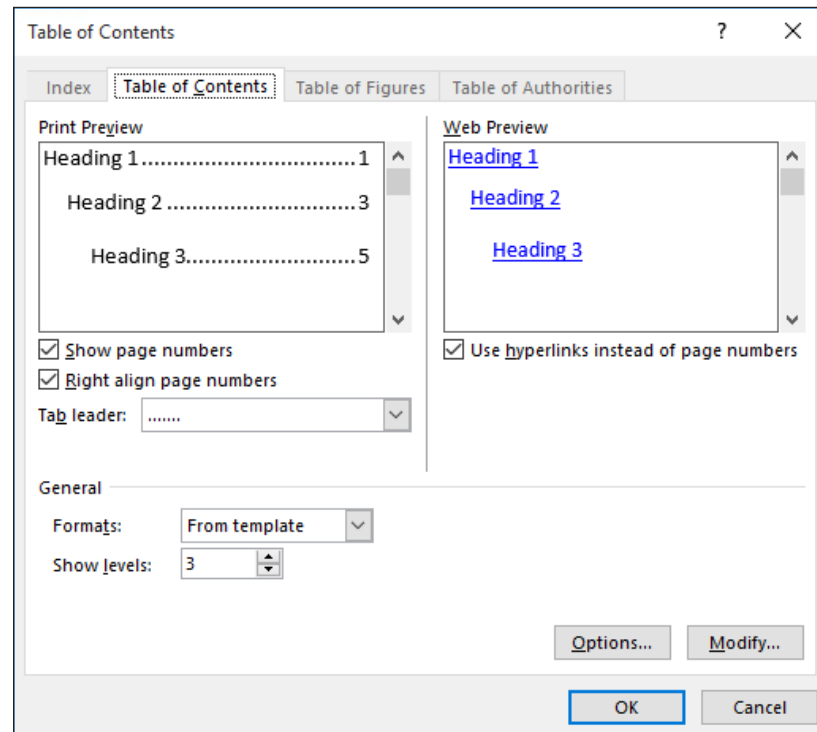 Table of Contents ? ×
Index Table of Contents Table of Figures Table of Authorities
Print Preview
Heading 1................................1
Heading 2............................3
Heading 3.........................5
Web Preview
Heading 1
Heading 2
Heading 3
Show page numbers
Right align page numbers
Tab leader: .......
Use hyperlinks instead of page numbers
General
Formats: From template
Show levels: 3
Options... Modify...
OK Cancel